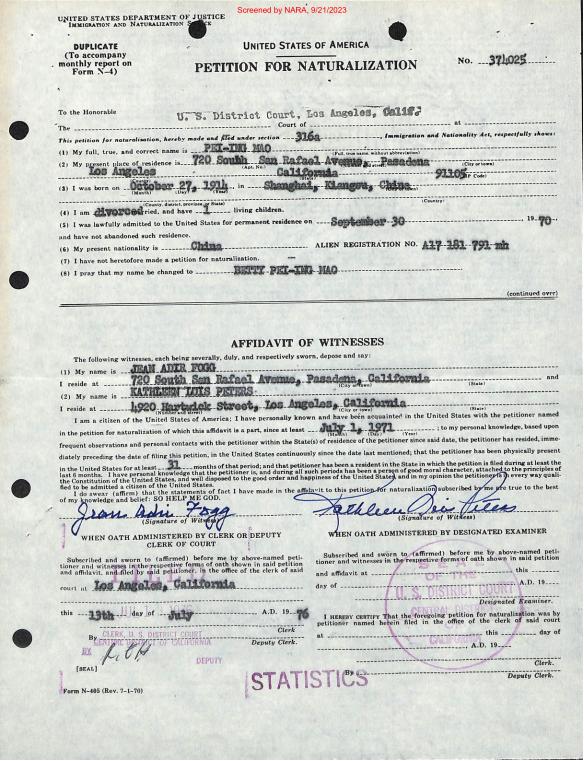 Screened by NARA, 9/21/2023
UNITED STATES DEPARTMENT OF JUSTICE
IMMIGRATION AND NATURALIZATION
DUPLICATE
(To accompany
monthly report on
Form N-4)
UNITED STATES OF AMERICA
PETITION FOR NATURALIZATION
No. 374025
To the Honorable
U. S. District Court, Los Angeles, Calif.
The Court of at
This petition for naturalization, hereby made and filed under section 316a, Immigration and Nationality Act, respectfully shows:
(1) My full, true, and correct name is PEI-ING MAO
(Full, true name, without abbreviations)
(2) My present place of residence is 720 South San Rafael Avenue, Pasadena
(Apt. No.) (City or town)
Los Angeles California 91105
(3) I was born on October 27, 1914 in Shanghai, Kiangsu, China
(Month) (Day) (Year)
(County, district, province or State) (Country)
(4) I am divorced ried, and have 1 living children.
(5) I was lawfully admitted to the United States for permanent residence on September 30 19 70
and have not abandoned such residence.
(6) My present nationality is China ALIEN REGISTRATION NO. A17 181 791 mh
(7) I have not heretofore made a petition for naturalization.
(8) I pray that my name be changed to BETTY PEI-ING MAO
(continued over)
AFFIDAVIT OF WITNESSES
The following witnesses, each being severally, duly, and respectively sworn, depose and say:
(1) My name is JEAN ADIR FOGG
I reside at 720 South San Rafael Avenue, Pasadena, California and
(City or town) (State)
(2) My name is KATHLEEN LOIS PETERS
I reside at 4920 Hartwick Street, Los Angeles, California
(City or town) (State)
I am a citizen of the United States of America; I have personally known and have been acquainted in the United States with the petitioner named
in the petition for naturalization of which this affidavit is a part, since at least July 1, 1971; to my personal knowledge, based upon
(Month) (Day) (Year)
frequent observations and personal contacts with the petitioner within the State(s) of residence of the petitioner since said date, the petitioner has resided, imme-
diately preceding the date of filing this petition, in the United States continuously since the date last mentioned; that the petitioner has been physically present
in the United States for at least 31 months of that period; and that petitioner has been a resident in the State in which the petition is filed during at least the
last 6 months. I have personal knowledge that the petitioner is, and during all such periods has been a person of good moral character, attached to the principles of
the Constitution of the United States, and well disposed to the good order and happiness of the United States, and in my opinion the petitioner is in every way quali-
fied to be admitted a citizen of the United States.
I do swear (affirm) that the statements of fact I have made in the affidavit to this petition for naturalization subscribed by me are true to the best
of my knowledge and belief: SO HELP ME GOD.
Jean Adir Fogg Kathleen Lois Peters
(Signature of Witness) (Signature of Witness)
WHEN OATH ADMINISTERED BY CLERK OR DEPUTY
CLERK OF COURT
Subscribed and sworn to (affirmed) before me by above-named peti-
tioner and witnesses in the respective forms of oath shown in said petition
and affidavit, and filed by said petitioner, in the office of the clerk of said
court at Los Angeles, California
this 13th day of July A.D. 19 76
Clerk
By CLERK, U. S. DISTRICT COURT
CENTRAL DISTRICT OF CALIFORNIA
Deputy Clerk.
DEPUTY
[SEAL]
Form N-405 (Rev. 7-1-70)
WHEN OATH ADMINISTERED BY DESIGNATED EXAMINER
Subscribed and sworn to (affirmed) before me by above-named peti-
tioner and witnesses in the respective forms of oath shown in said petition
and affidavit at this
day of A.D. 19
Designated Examiner.
I HEREBY CERTIFY That the foregoing petition for naturalization was by
petitioner named herein filed in the office of the clerk of said court
at this day of
, A.D. 19
Clerk.
By Deputy Clerk.
OF THE
U. S. DISTRICT COURT
CALIFORNIA
STATISTICS